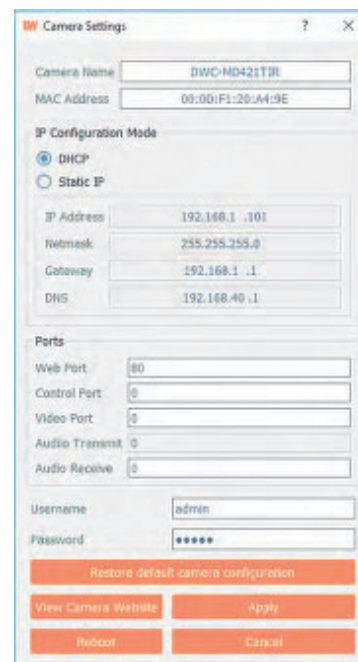 DW Camera Settings ? ×
Camera Name DWC-MD421TIR
MAC Address 00:0D:F1:20:A4:9E
IP Configuration Mode
DHCP
Static IP
IP Address 192.168.1 .101
Netmask 255.255.255.0
Gateway 192.168.1 .1
DNS 192.168.40 .1
Ports
Web Port 80
Control Port 0
Video Port 0
Audio Transmit 0
Audio Receive 0
Username admin
Password •••••
Restore default camera configuration
View Camera Website Apply
Reboot Cancel